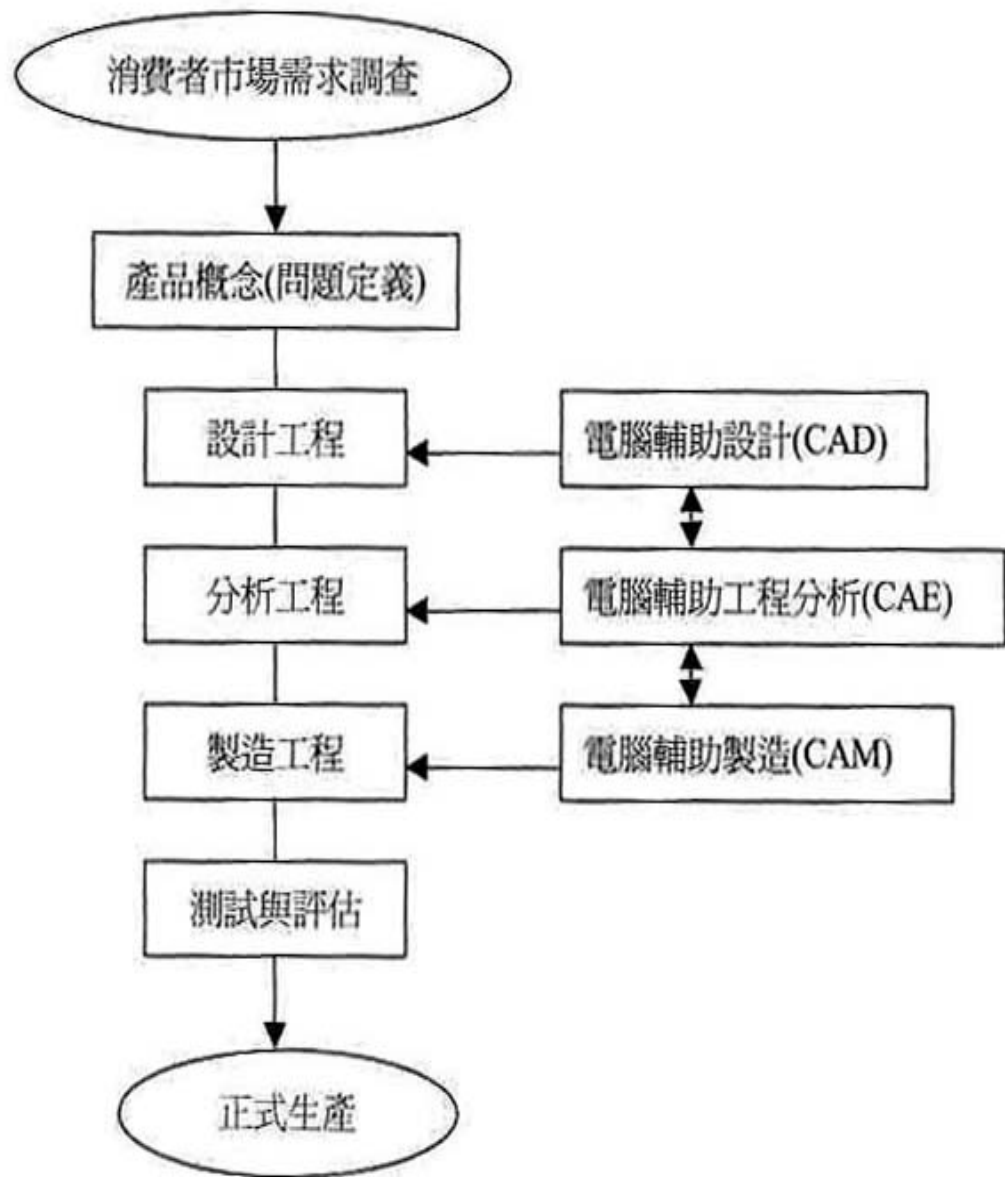 消費者市場需求調查
產品概念(問題定義)
設計工程
電腦輔助設計(CAD)
分析工程
電腦輔助工程分析(CAE)
製造工程
電腦輔助製造(CAM)
測試與評估
正式生產